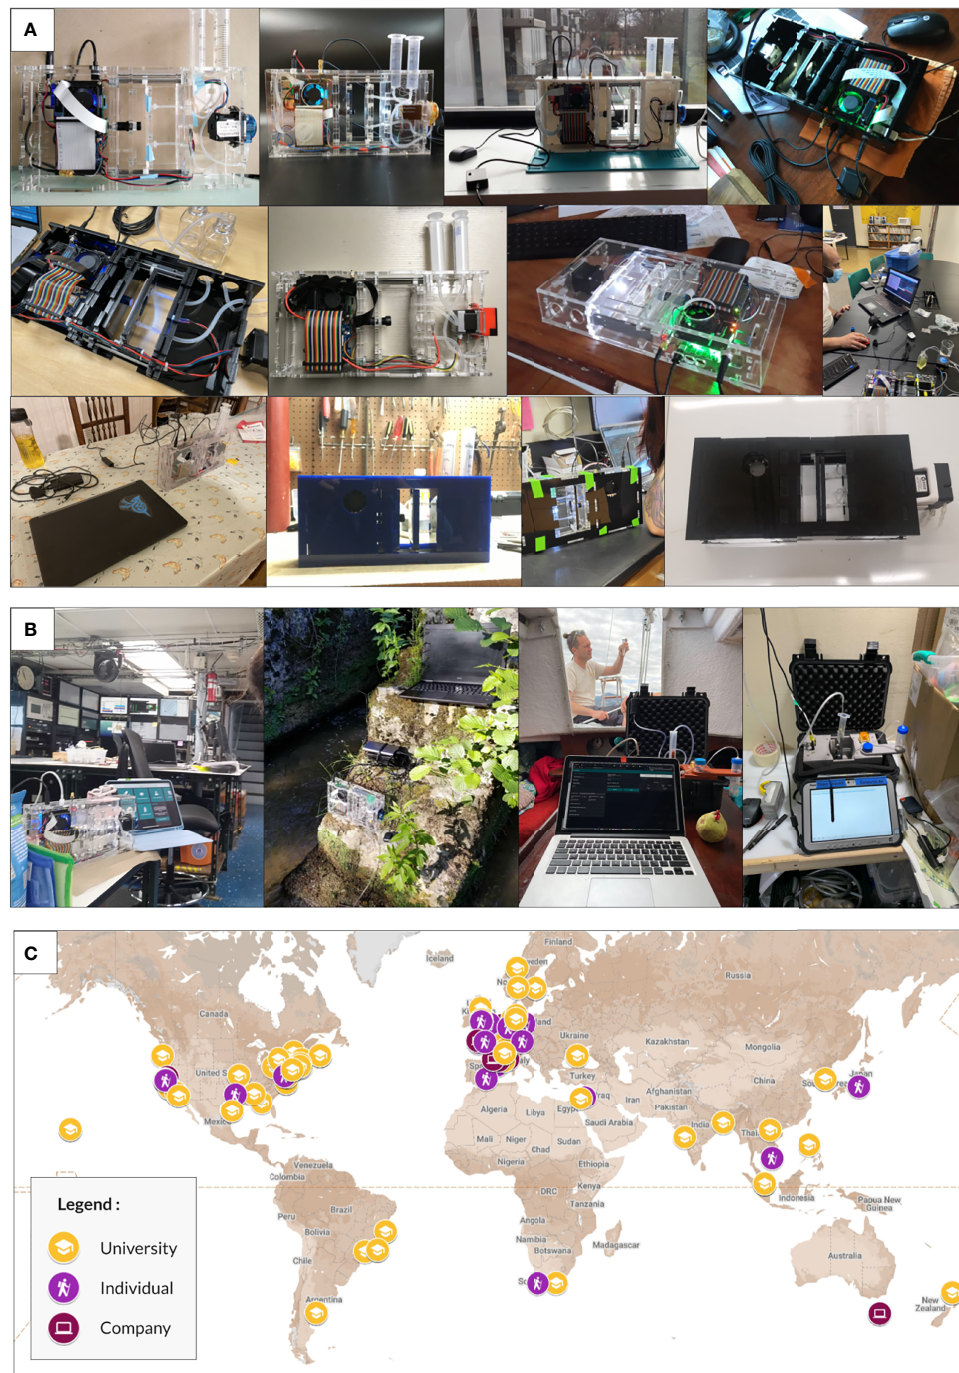 A
B
C
Finland
Iceland
Russia
Canada
Ukraine
Kazakhstan
Mongolia
Turkey
China
Afghanistan
Iran
Pakistan
Algeria
Libya
Saudi Arabia
India
Mali
Niger
Chad
Sudan
Nigeria
Ethiopia
Venezuela
Colombia
Kenya
DRC
Tanzania
Indonesia
Papua New
Guinea
Peru
Brazil
Angola
Bolivia
Namibia
Botswana
Madagascar
Australia
Chile
Argentina
New
Zealand
Legend :
University
Individual
Company